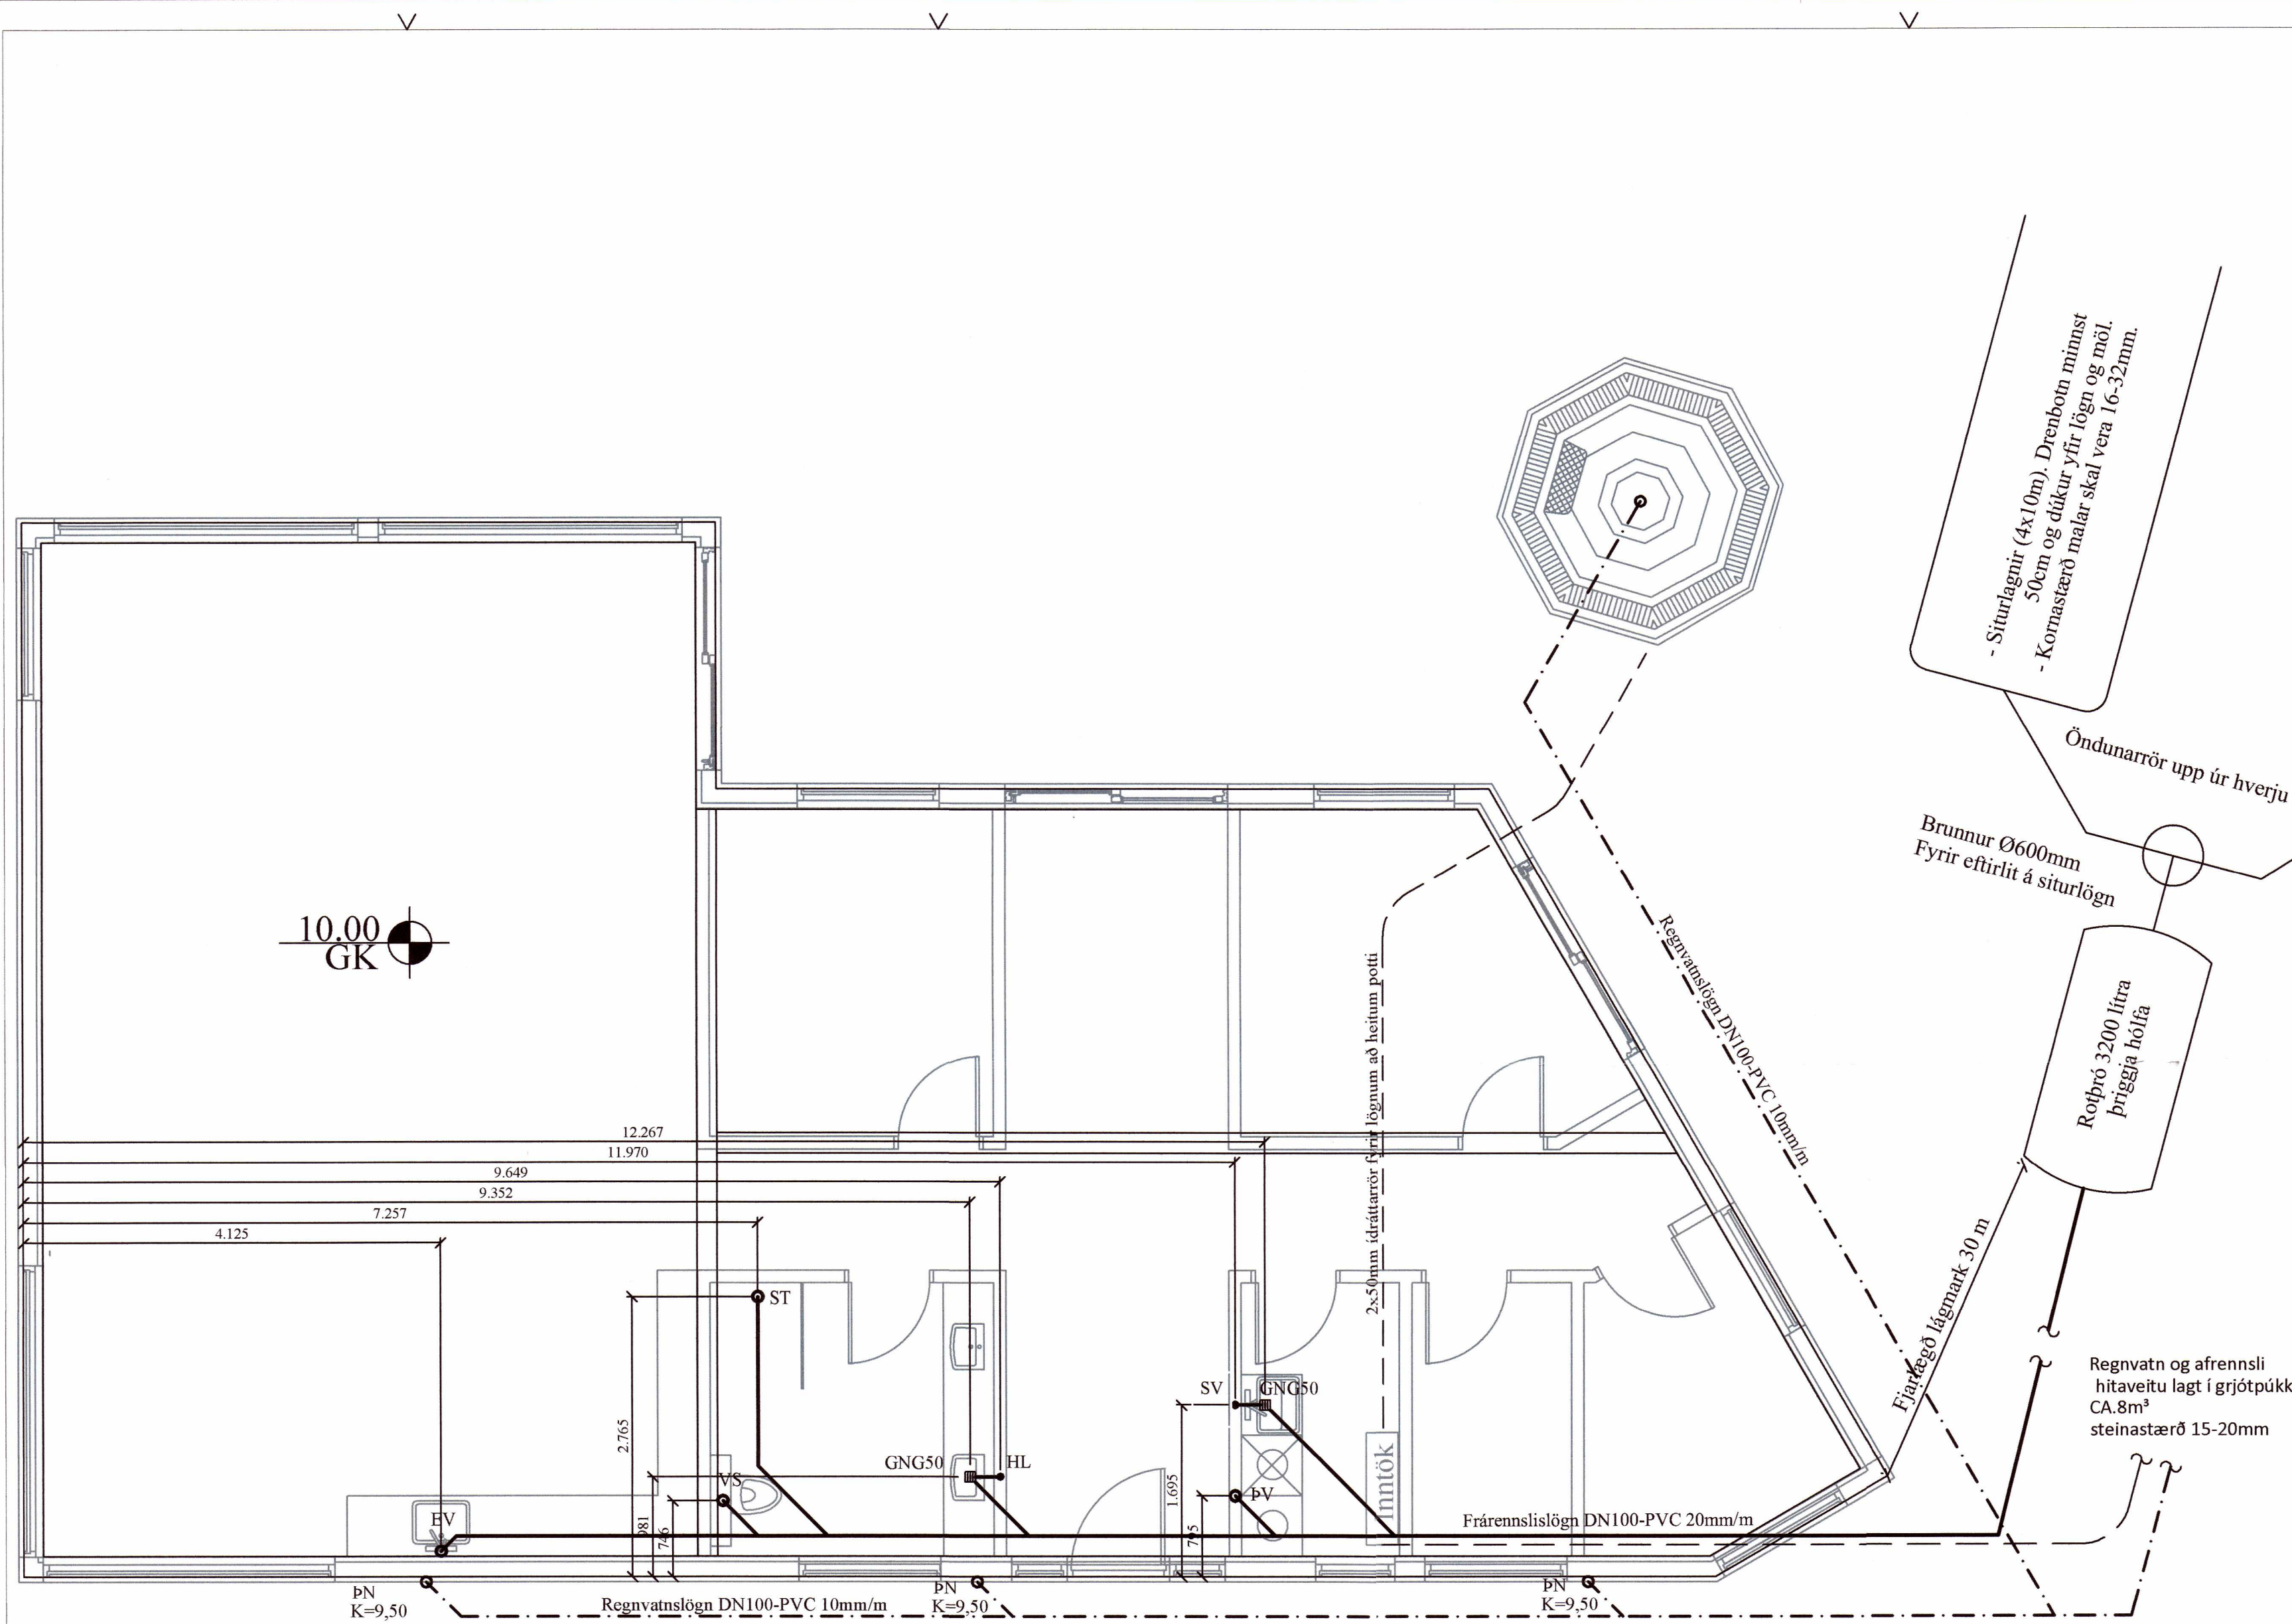 - Siturlagnir (4x10m). Drenbotn minnst
50cm og dúkur yfir lögn og möl.
- Kornastærð malar skal vera 16-32mm.
Öndunarrör upp úr hverju
Brunnur Ø600mm
Fyrir eftirlit á siturlögn
10.00
GK
Regnvatnslögn DN100-PVC 10mm/m
2x50mm ídráttarrör fyrir lögnum að heitum potti
Rotþró 3200 lítra
þriggja hólfa
12.267
11.970
9.649
9.352
7.257
4.125
Fjarlægð lágmark 30 m
ST
2.765
SV
GNG50
Regnvatn og afrennsli
hitaveitu lagt í grjótpúkk
CA.8m³
steinastærð 15-20mm
GNG50
HL
VS
981
746
1.695
795
ÞV
Inntök
EV
Frárennslislögn DN100-PVC 20mm/m
ÞN
K=9,50
Regnvatnslögn DN100-PVC 10mm/m
ÞN
K=9,50
ÞN
K=9,50